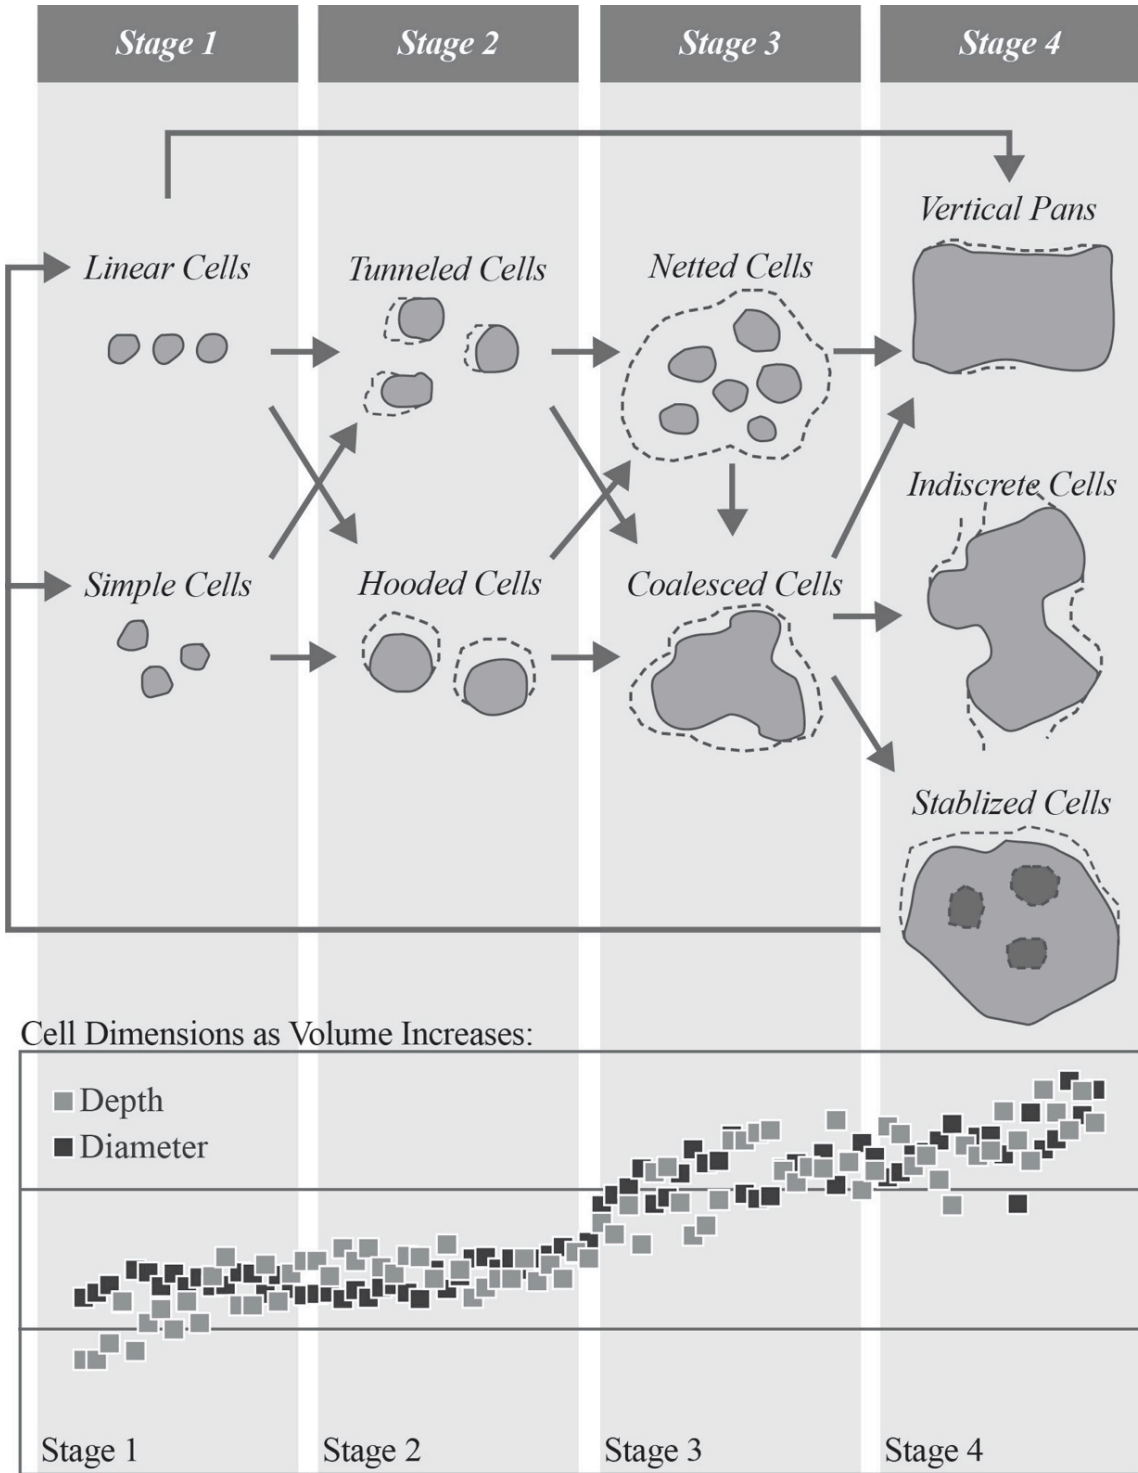 Stage 1
Stage 2
Stage 3
Stage 4
Vertical Pans
Linear Cells
Tunneled Cells
Netted Cells
Indiscrete Cells
Simple Cells
Hooded Cells
Coalesced Cells
Stablized Cells
Cell Dimensions as Volume Increases:
Depth
Diameter
Stage 1
Stage 2
Stage 3
Stage 4